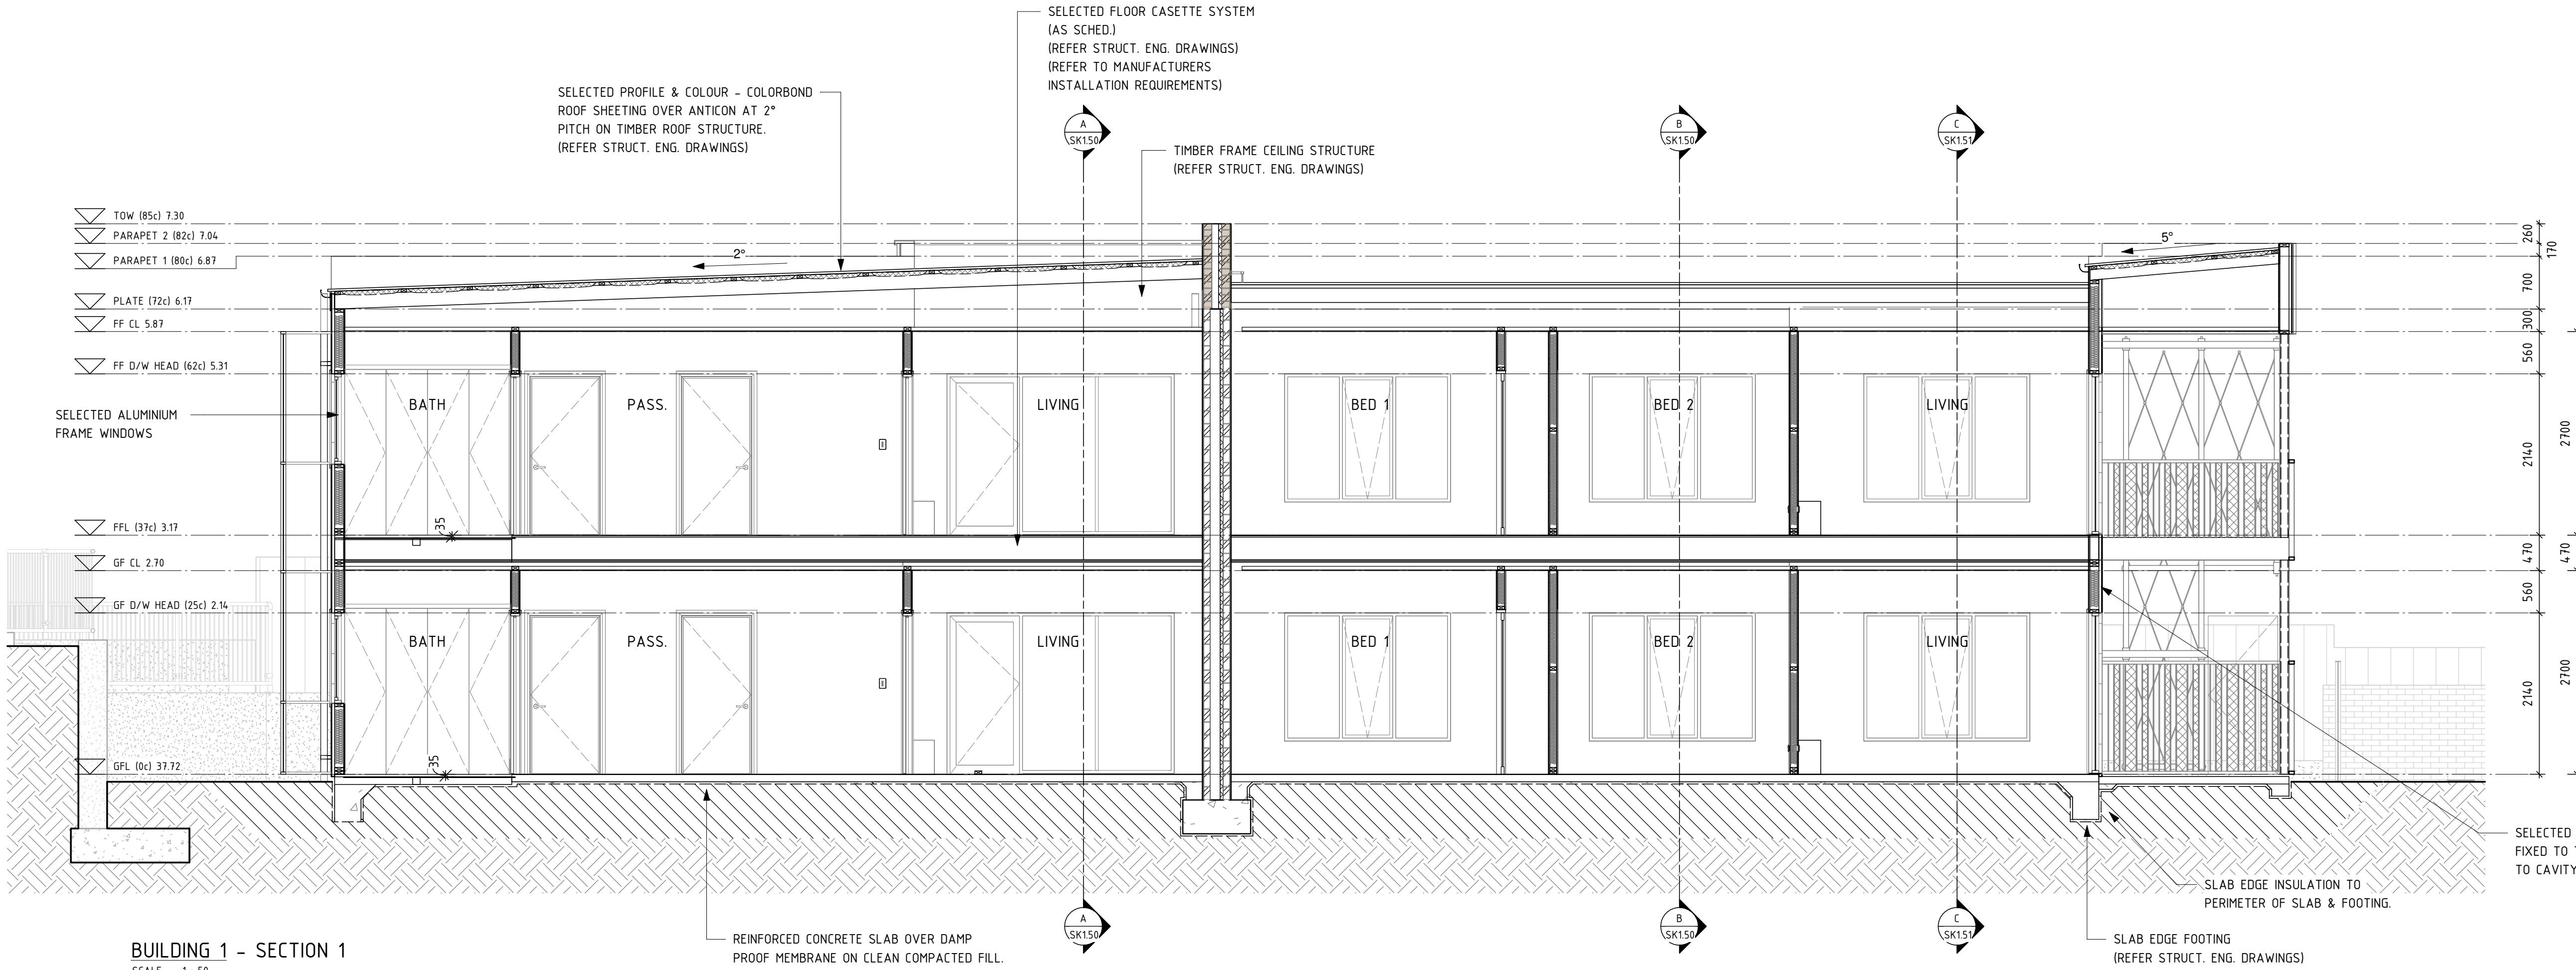 SELECTED FLOOR CASETTE SYSTEM
(AS SCHED.)
(REFER STRUCT. ENG. DRAWINGS)
(REFER TO MANUFACTURERS
INSTALLATION REQUIREMENTS)
SELECTED PROFILE & COLOUR - COLORBOND
ROOF SHEETING OVER ANTICON AT 2°
PITCH ON TIMBER ROOF STRUCTURE.
(REFER STRUCT. ENG. DRAWINGS)
A
SK1.50
B
SK1.50
C
SK1.51
TIMBER FRAME CEILING STRUCTURE
(REFER STRUCT. ENG. DRAWINGS)
TOW (85c) 7.30
PARAPET 2 (82c) 7.04
PARAPET 1 (80c) 6.87
PLATE (72c) 6.17
FF CL 5.87
FF D/W HEAD (62c) 5.31
SELECTED ALUMINIUM
FRAME WINDOWS
FFL (37c) 3.17
GF CL 2.70
GF D/W HEAD (25c) 2.14
GFL (0c) 37.72
2°
5°
BATH
PASS.
LIVING
BED 1
BED 2
LIVING
35
BATH
PASS.
LIVING
BED 1
BED 2
LIVING
35
260
170
700
300
560
2140
2700
470
470
560
2140
2700
SELECTED
FIXED TO
TO CAVITY
SLAB EDGE INSULATION TO
PERIMETER OF SLAB & FOOTING.
SLAB EDGE FOOTING
(REFER STRUCT. ENG. DRAWINGS)
A
SK1.50
B
SK1.50
C
SK1.51
REINFORCED CONCRETE SLAB OVER DAMP
PROOF MEMBRANE ON CLEAN COMPACTED FILL.
BUILDING 1 - SECTION 1